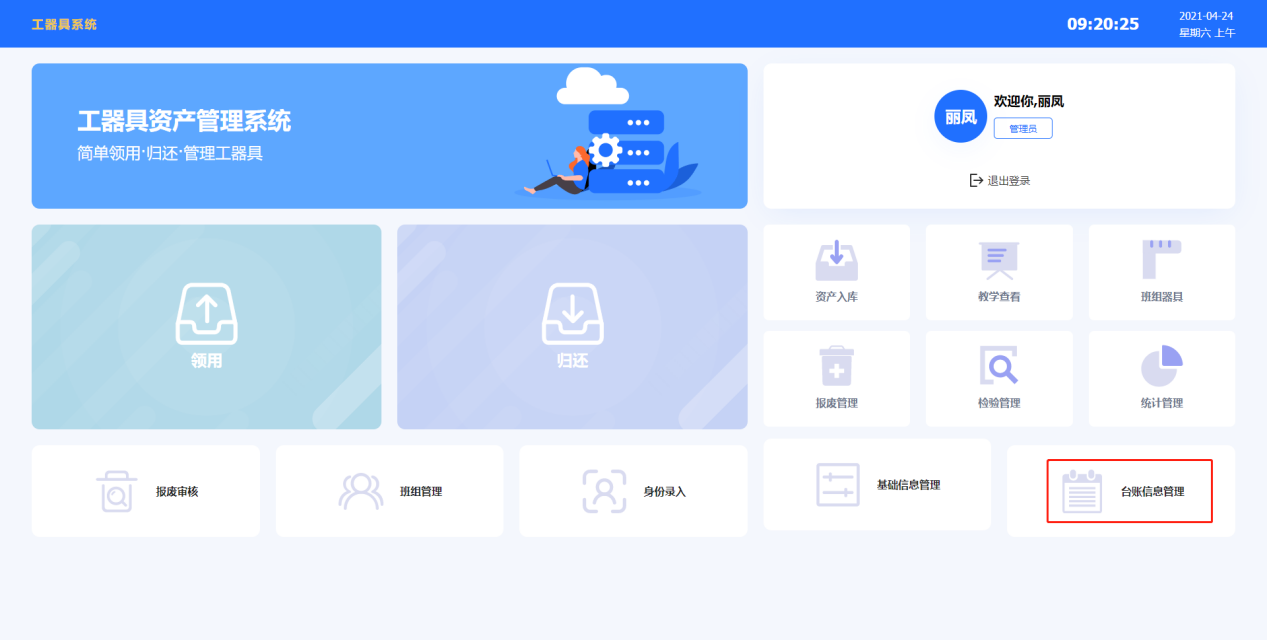 工器具系统
09:20:25
2021-04-24
星期六 上午
工器具资产管理系统
简单领用·归还·管理工器具
丽凤
欢迎你,丽凤
管理员
退出登录
领用
归还
资产入库
教学查看
班组器具
报废管理
检验管理
统计管理
报废审核
班组管理
身份录入
基础信息管理
台账信息管理